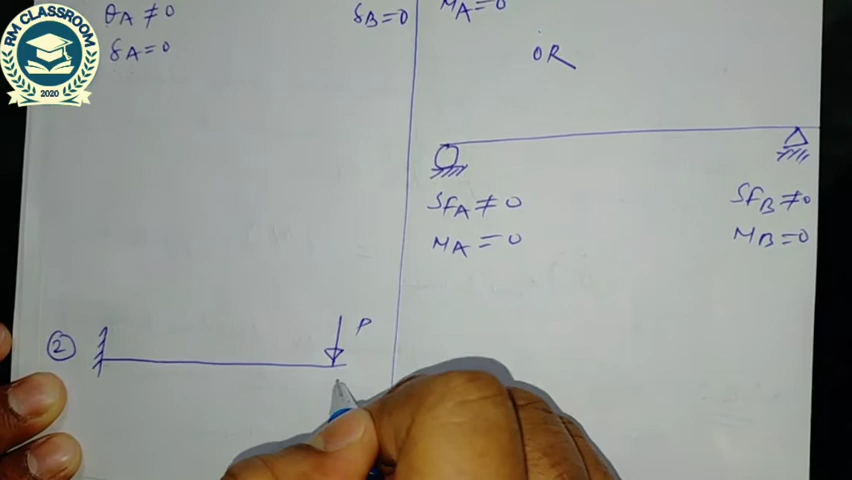 RM CLASSROOM
2020
θA ≠ 0
δB = 0
δA = 0
MA = 0
OR
SFA ≠ 0
MA = 0
SFB ≠ 0
MB = 0
2
P